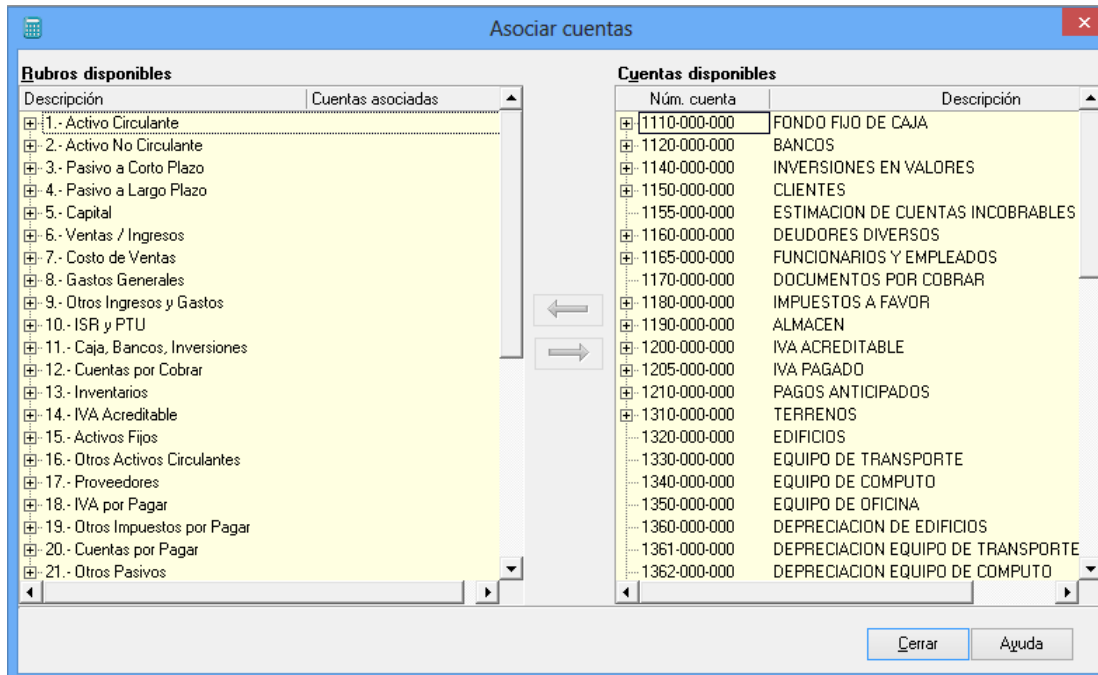 Asociar cuentas
Rubros disponibles
Descripción Cuentas asociadas
1.- Activo Circulante
2.- Activo No Circulante
3.- Pasivo a Corto Plazo
4.- Pasivo a Largo Plazo
5.- Capital
6.- Ventas / Ingresos
7.- Costo de Ventas
8.- Gastos Generales
9.- Otros Ingresos y Gastos
10.- ISR y PTU
11.- Caja, Bancos, Inversiones
12.- Cuentas por Cobrar
13.- Inventarios
14.- IVA Acreditable
15.- Activos Fijos
16.- Otros Activos Circulantes
17.- Proveedores
18.- IVA por Pagar
19.- Otros Impuestos por Pagar
20.- Cuentas por Pagar
21.- Otros Pasivos
Cuentas disponibles
Núm. cuenta Descripción
1110-000-000 FONDO FIJO DE CAJA
1120-000-000 BANCOS
1140-000-000 INVERSIONES EN VALORES
1150-000-000 CLIENTES
1155-000-000 ESTIMACION DE CUENTAS INCOBRABLES
1160-000-000 DEUDORES DIVERSOS
1165-000-000 FUNCIONARIOS Y EMPLEADOS
1170-000-000 DOCUMENTOS POR COBRAR
1180-000-000 IMPUESTOS A FAVOR
1190-000-000 ALMACEN
1200-000-000 IVA ACREDITABLE
1205-000-000 IVA PAGADO
1210-000-000 PAGOS ANTICIPADOS
1310-000-000 TERRENOS
1320-000-000 EDIFICIOS
1330-000-000 EQUIPO DE TRANSPORTE
1340-000-000 EQUIPO DE COMPUTO
1350-000-000 EQUIPO DE OFICINA
1360-000-000 DEPRECIACION DE EDIFICIOS
1361-000-000 DEPRECIACION EQUIPO DE TRANSPORTE
1362-000-000 DEPRECIACION EQUIPO DE COMPUTO
Cerrar Ayuda